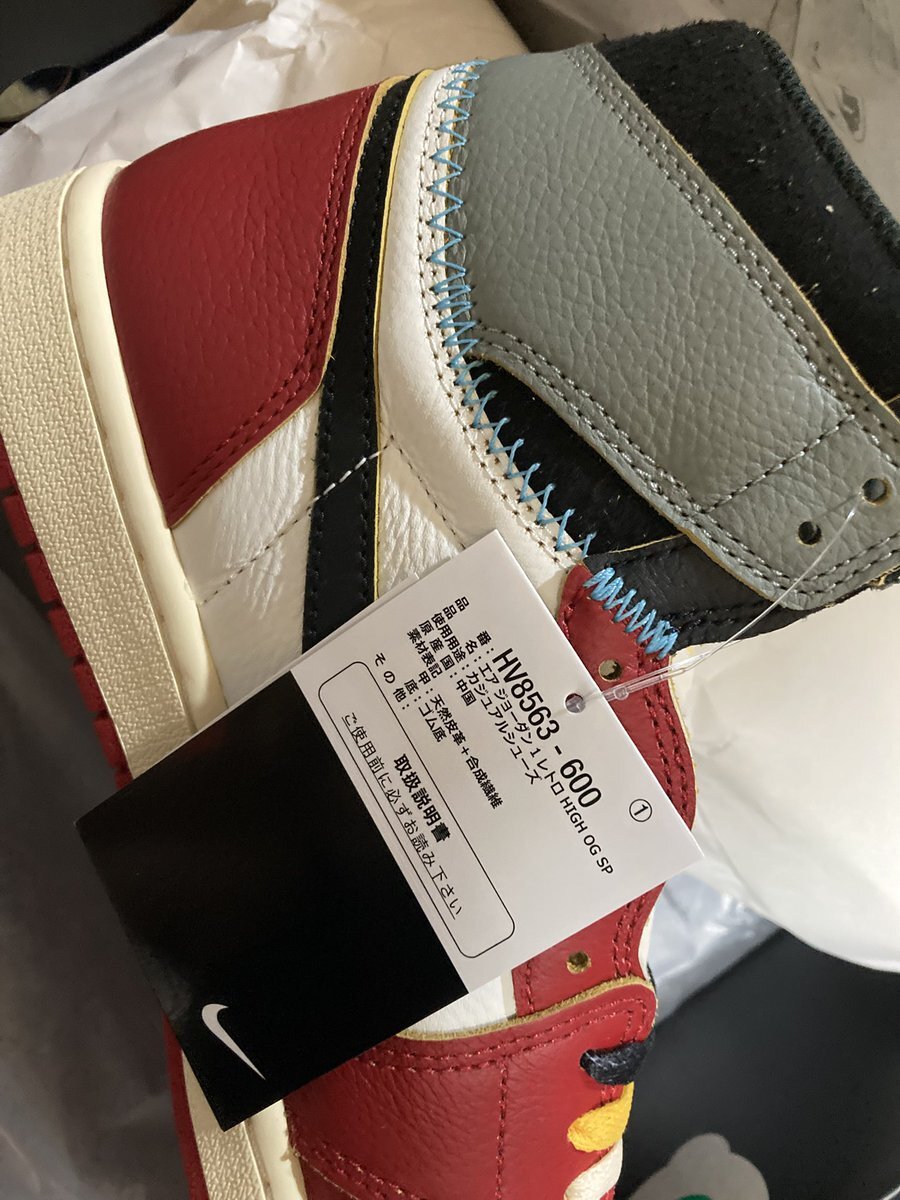 ①
品　　番：HV8563 - 600
品　　名：エア ジョーダン 1 レトロ HIGH OG SP
使用用途：カジュアルシューズ
原 産 国：中国
素材表記　甲：天然皮革 + 合成繊維
底：ゴム底
そ の 他：
取扱説明書
ご使用前に必ずお読み下さい